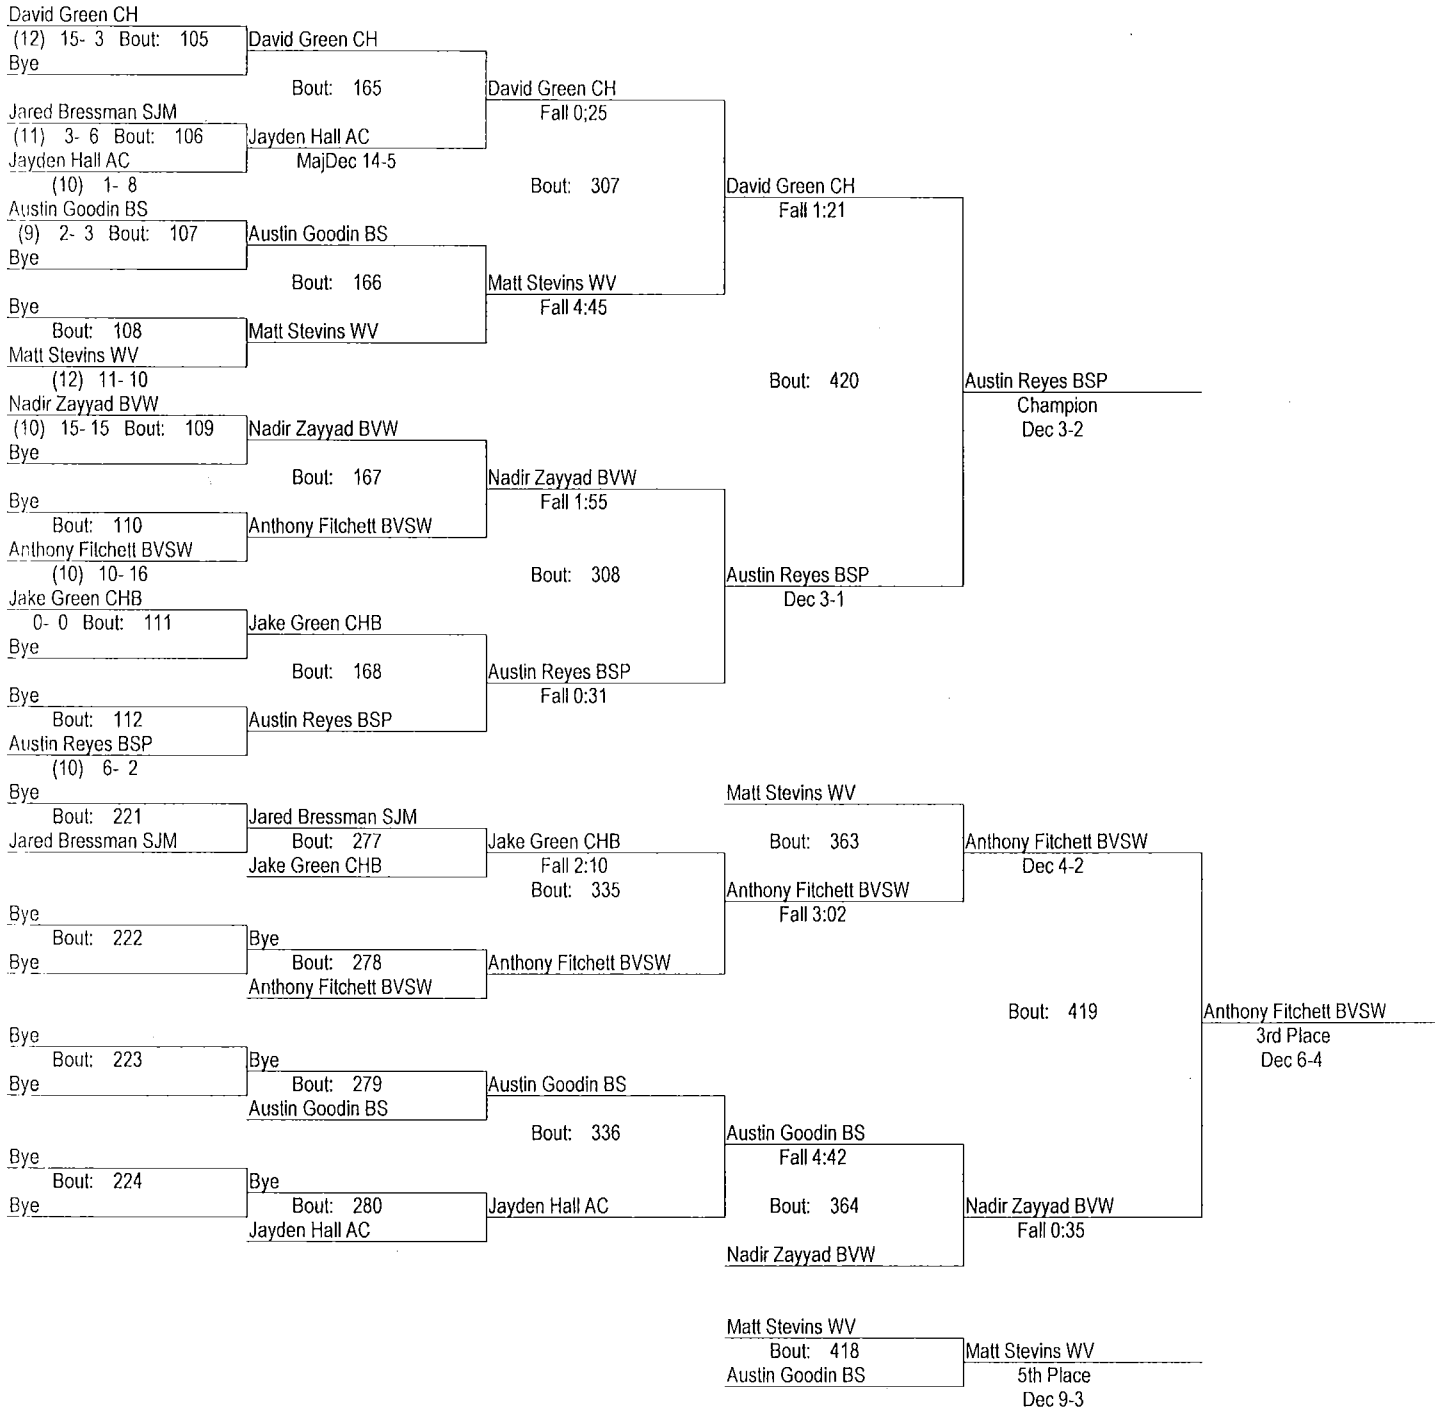 David Green CH
(12) 15- 3 Bout: 105
Bye
David Green CH
Bout: 165
Jared Bressman SJM
(11) 3- 6 Bout: 106
Jayden Hall AC
(10) 1- 8
Jayden Hall AC
MajDec 14-5
David Green CH
Fall 0;25
Bout: 307
Austin Goodin BS
(9) 2- 3 Bout: 107
Bye
Austin Goodin BS
Bout: 166
Bye
Bout: 108
Matt Stevins WV
(12) 11- 10
Matt Stevins WV
Matt Stevins WV
Fall 4:45
David Green CH
Fall 1:21
Bout: 420
Nadir Zayyad BVW
(10) 15- 15 Bout: 109
Bye
Nadir Zayyad BVW
Bout: 167
Bye
Bout: 110
Anthony Fitchett BVSW
(10) 10- 16
Anthony Fitchett BVSW
Nadir Zayyad BVW
Fall 1:55
Bout: 308
Jake Green CHB
0- 0 Bout: 111
Bye
Jake Green CHB
Bout: 168
Bye
Bout: 112
Austin Reyes BSP
(10) 6- 2
Austin Reyes BSP
Austin Reyes BSP
Fall 0:31
Austin Reyes BSP
Dec 3-1
Austin Reyes BSP
Champion
Dec 3-2
Bye
Bout: 221
Jared Bressman SJM
Jared Bressman SJM
Bout: 277
Jake Green CHB
Jake Green CHB
Fall 2:10
Bout: 335
Bye
Bout: 222
Bye
Bye
Bout: 278
Anthony Fitchett BVSW
Anthony Fitchett BVSW
Matt Stevins WV
Bout: 363
Anthony Fitchett BVSW
Fall 3:02
Anthony Fitchett BVSW
Dec 4-2
Bout: 419
Bye
Bout: 223
Bye
Bye
Bout: 279
Austin Goodin BS
Austin Goodin BS
Bout: 336
Bye
Bout: 224
Bye
Bye
Bout: 280
Jayden Hall AC
Jayden Hall AC
Austin Goodin BS
Fall 4:42
Bout: 364
Nadir Zayyad BVW
Nadir Zayyad BVW
Fall 0:35
Anthony Fitchett BVSW
3rd Place
Dec 6-4
Matt Stevins WV
Bout: 418
Austin Goodin BS
Matt Stevins WV
5th Place
Dec 9-3